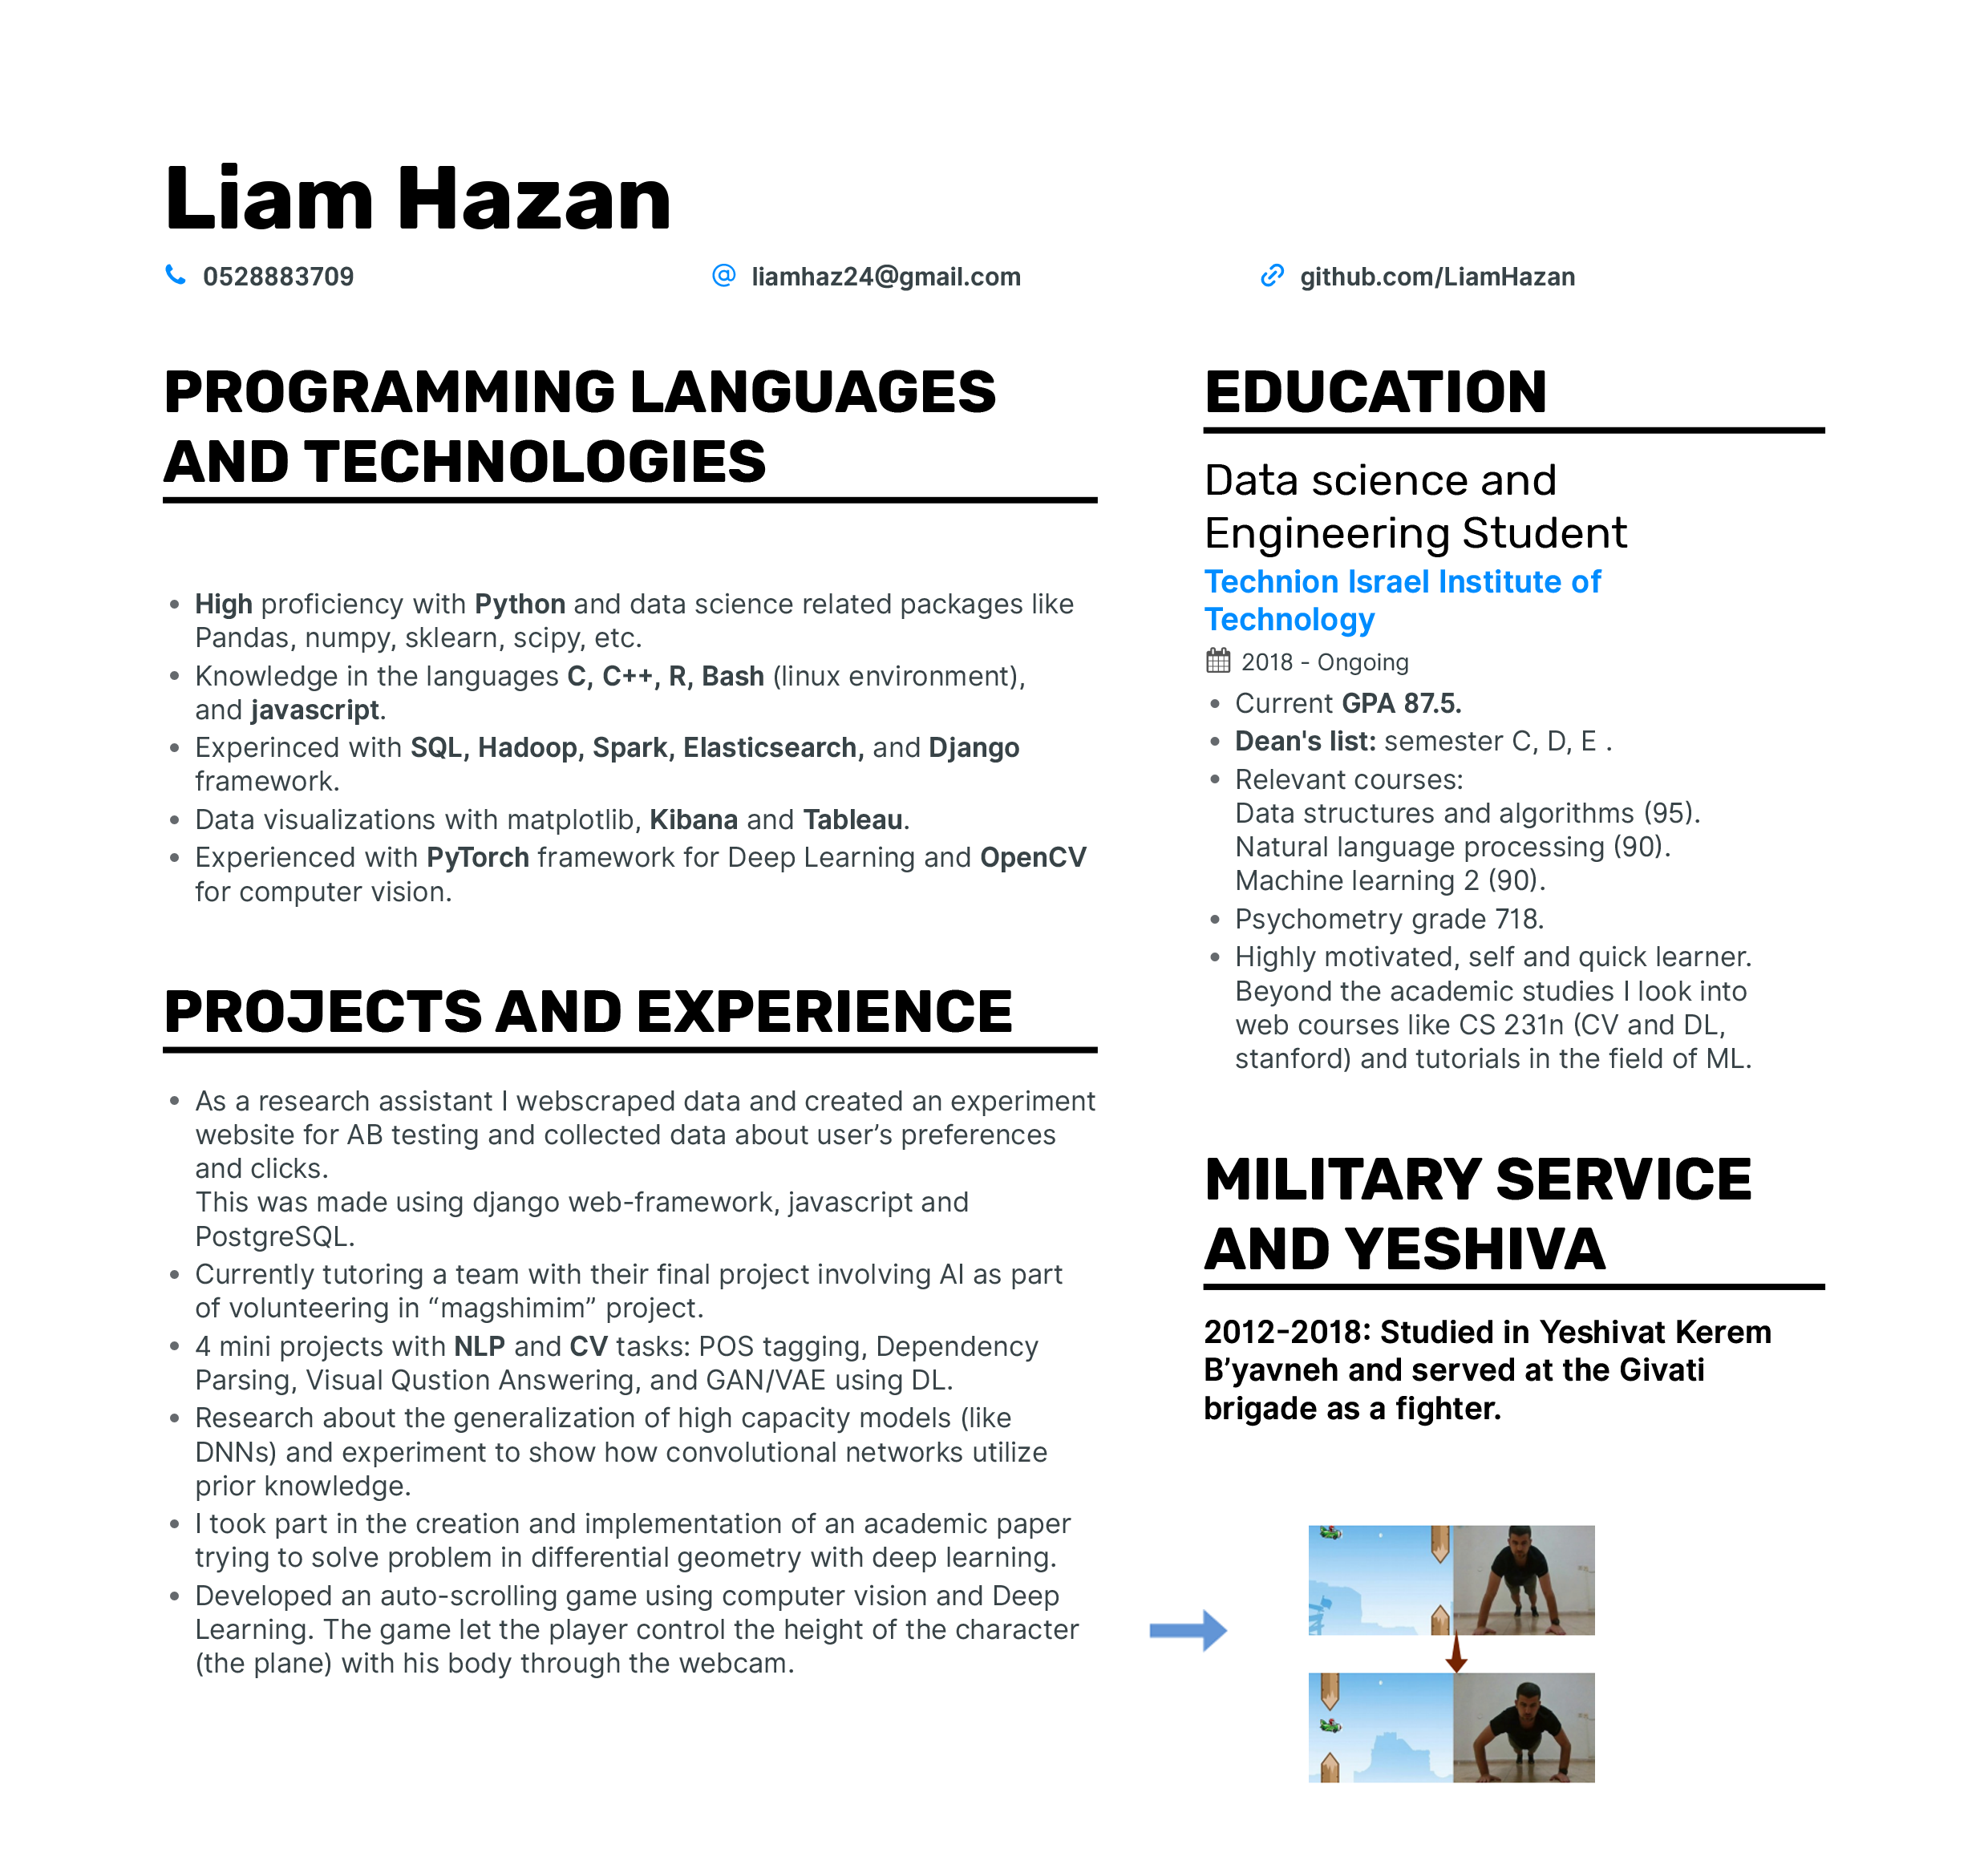 Liam Hazan
0528883709
liamhaz24@gmail.com
github.com/LiamHazan
PROGRAMMING LANGUAGES
AND TECHNOLOGIES
High proficiency with Python and data science related packages like
Pandas, numpy, sklearn, scipy, etc.
Knowledge in the languages C, C++, R, Bash (linux environment),
and javascript.
Experinced with SQL, Hadoop, Spark, Elasticsearch, and Django
framework.
Data visualizations with matplotlib, Kibana and Tableau.
Experienced with PyTorch framework for Deep Learning and OpenCV
for computer vision.
PROJECTS AND EXPERIENCE
As a research assistant I webscraped data and created an experiment
website for AB testing and collected data about user’s preferences
and clicks.
This was made using django web-framework, javascript and
PostgreSQL.
Currently tutoring a team with their final project involving AI as part
of volunteering in “magshimim” project.
4 mini projects with NLP and CV tasks: POS tagging, Dependency
Parsing, Visual Qustion Answering, and GAN/VAE using DL.
Research about the generalization of high capacity models (like
DNNs) and experiment to show how convolutional networks utilize
prior knowledge.
I took part in the creation and implementation of an academic paper
trying to solve problem in differential geometry with deep learning.
Developed an auto-scrolling game using computer vision and Deep
Learning. The game let the player control the height of the character
(the plane) with his body through the webcam.
EDUCATION
Data science and
Engineering Student
Technion Israel Institute of
Technology
2018 - Ongoing
Current GPA 87.5.
Dean's list: semester C, D, E .
Relevant courses:
Data structures and algorithms (95).
Natural language processing (90).
Machine learning 2 (90).
Psychometry grade 718.
Highly motivated, self and quick learner.
Beyond the academic studies I look into
web courses like CS 231n (CV and DL,
stanford) and tutorials in the field of ML.
MILITARY SERVICE
AND YESHIVA
2012-2018: Studied in Yeshivat Kerem
B’yavneh and served at the Givati
brigade as a fighter.